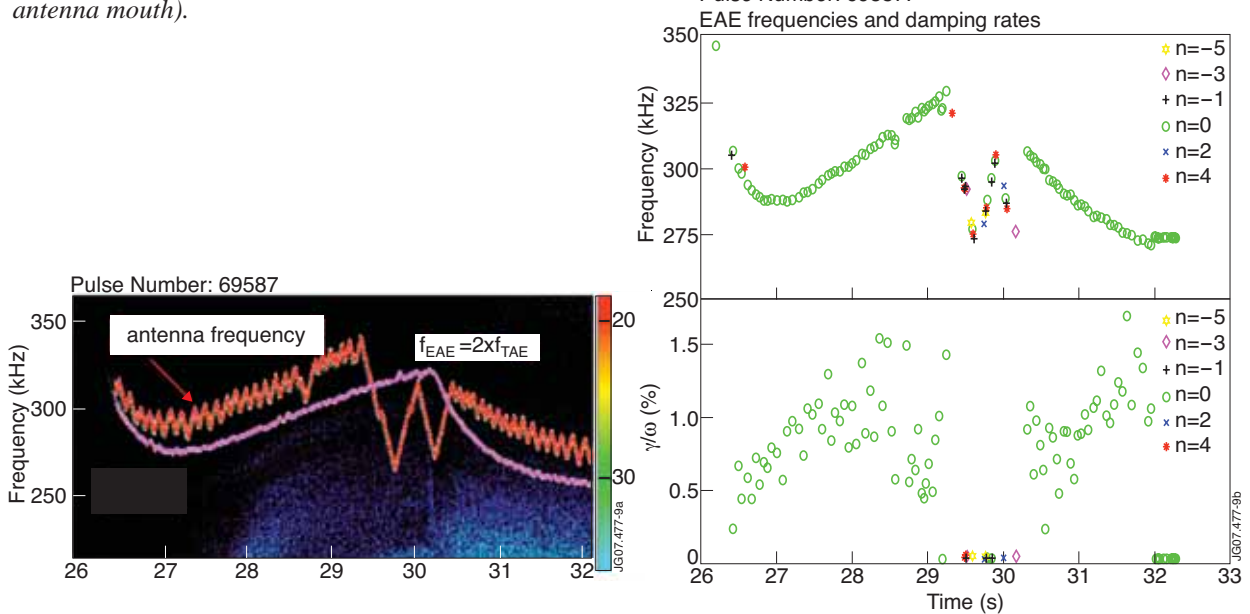 antenna mouth).
Pulse Number: 69587
antenna frequency
f_EAE =2xf_TAE
Frequency (kHz)
350
300
250
26 27 28 29 30 31 32
20
30
JG07.477-9a
EAE frequencies and damping rates
Frequency (kHz)
350
325
300
275
250
n=−5
n=−3
n=−1
n=0
n=2
n=4
γ/ω (%)
1.5
1.0
0.5
0
n=−5
n=−3
n=−1
n=0
n=2
n=4
26 27 28 29 30 31 32 33
Time (s)
JG07.477-9b